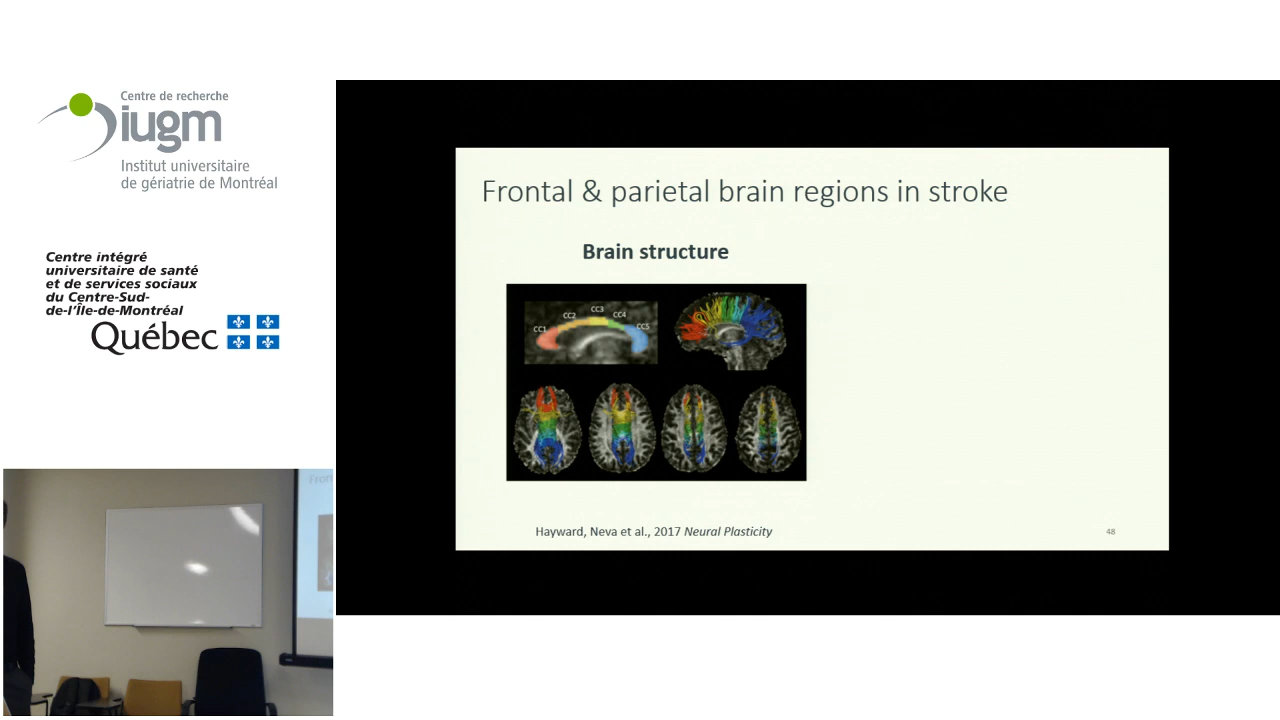 Centre de recherche
iugm
Institut universitaire
de gériatrie de Montréal
Centre intégré
universitaire de santé
et de services sociaux
du Centre-Sud-
de-l'Île-de-Montréal
Québec
Frontal & parietal brain regions in stroke
Brain structure
CC1
CC2
CC3
CC4
CC5
Hayward, Neva et al., 2017 Neural Plasticity
48
Fron